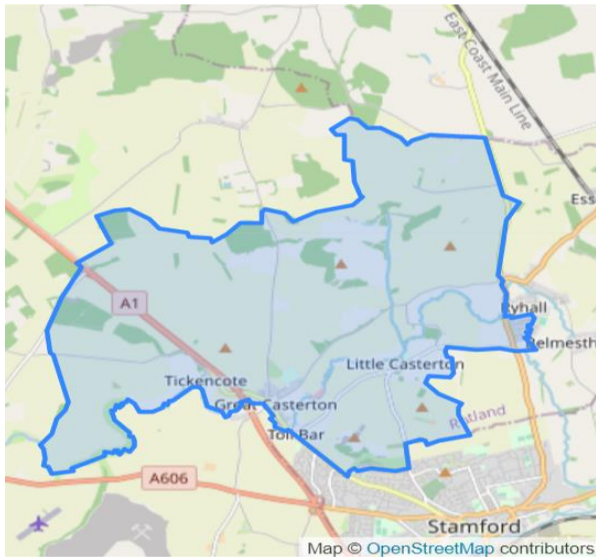 East Coast Main Line
Ess
A1
Ryhall
Belmesth
Little Casterton
Tickencote
Great Casterton
Rutland
Toll Bar
A606
Stamford
Map © OpenStreetMap contributors